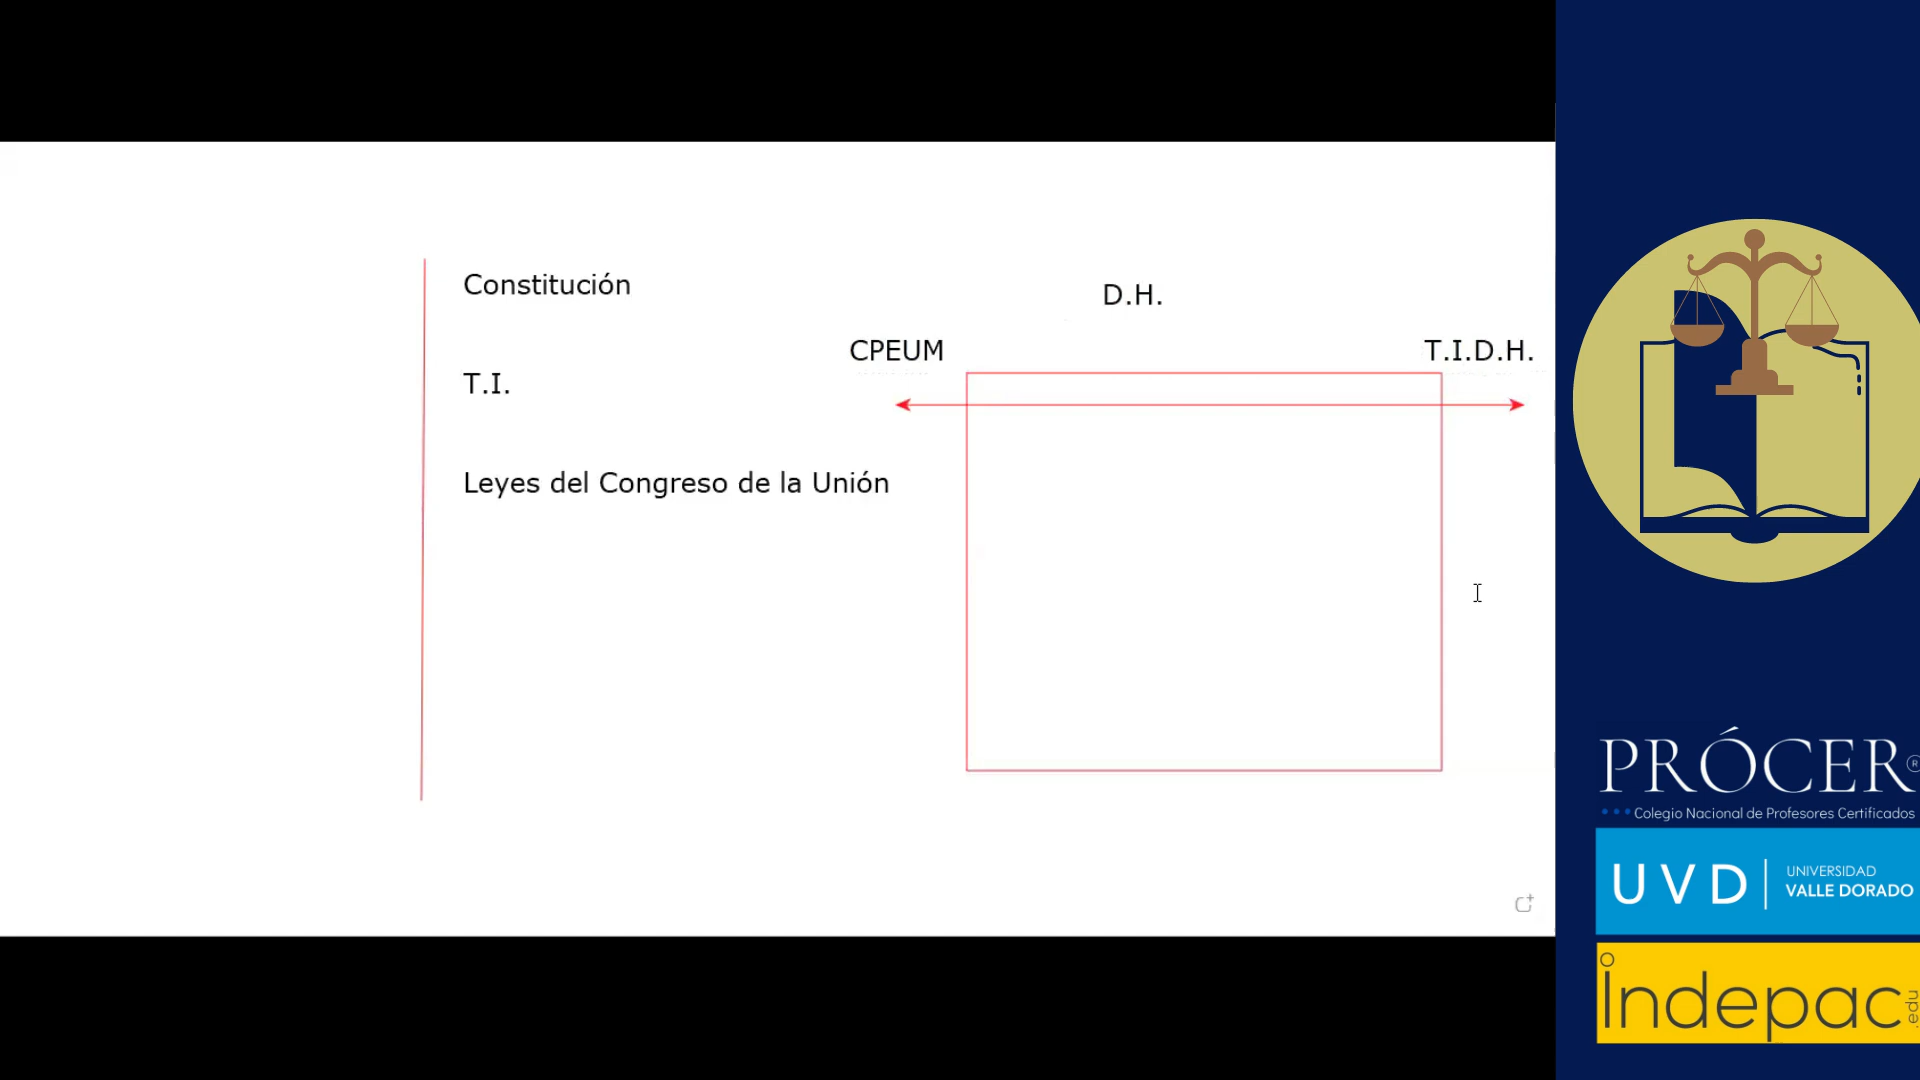 Constitución
D.H.
CPEUM
T.I.D.H.
T.I.
Leyes del Congreso de la Unión
PRÓCER®
Colegio Nacional de Profesores Certificados
UVD
UNIVERSIDAD
VALLE DORADO
indepac
.edu